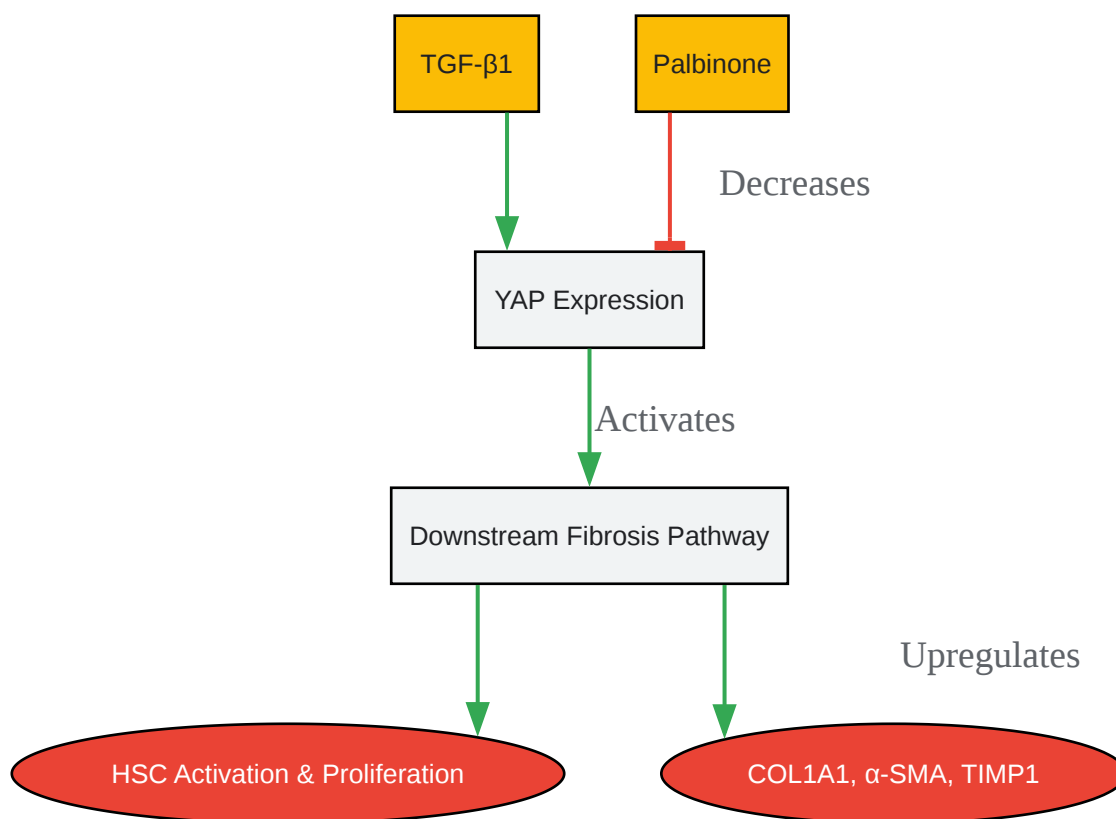 TGF-β1
Palbinone
Decreases
YAP Expression
Activates
Downstream Fibrosis Pathway
Upregulates
HSC Activation & Proliferation
COL1A1, α-SMA, TIMP1